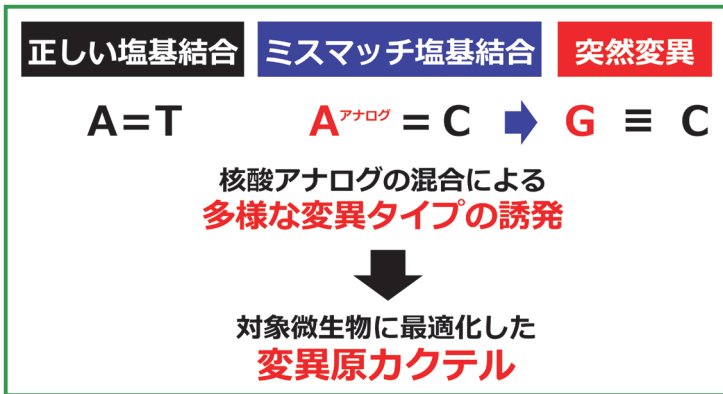 正しい塩基結合 ミスマッチ塩基結合 突然変異
A=T Aアナログ = C G ≡ C
核酸アナログの混合による
多様な変異タイプの誘発
対象微生物に最適化した
変異原カクテル